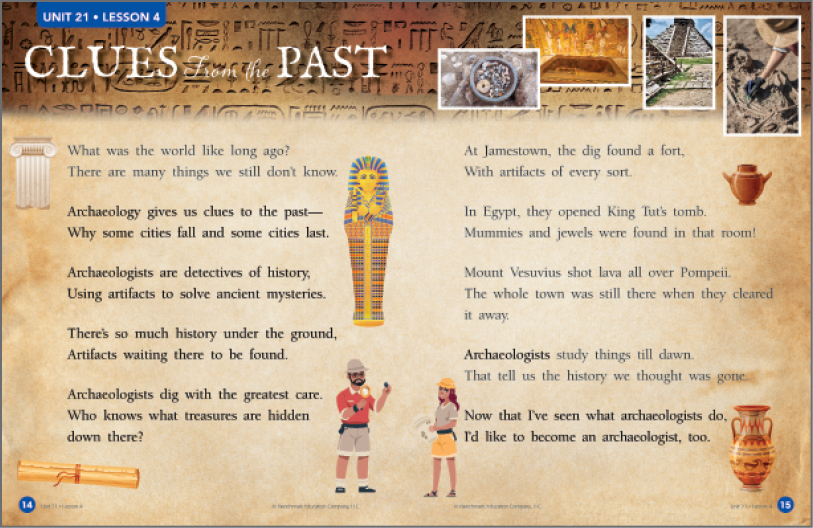 UNIT 21 • LESSON 4
CLUES From the PAST
What was the world like long ago?
There are many things we still don't know.
Archaeology gives us clues to the past—
Why some cities fall and some cities last.
Archaeologists are detectives of history,
Using artifacts to solve ancient mysteries.
There's so much history under the ground,
Artifacts waiting there to be found.
Archaeologists dig with the greatest care.
Who knows what treasures are hidden
down there?
14 Unit 21 • Lesson 4
© Benchmark Education Company, LLC
At Jamestown, the dig found a fort,
With artifacts of every sort.
In Egypt, they opened King Tut's tomb.
Mummies and jewels were found in that room!
Mount Vesuvius shot lava all over Pompeii.
The whole town was still there when they cleared
it away.
Archaeologists study things till dawn.
That tell us the history we thought was gone.
Now that I've seen what archaeologists do,
I'd like to become an archaeologist, too.
© Benchmark Education Company, LLC
Unit 21 • Lesson 4 15